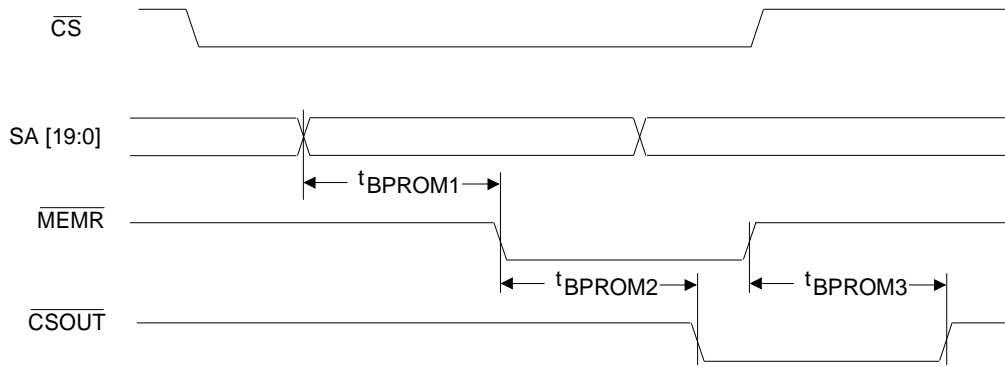 CS
SA [19:0]
tBPROM1
MEMR
tBPROM2
tBPROM3
CSOUT